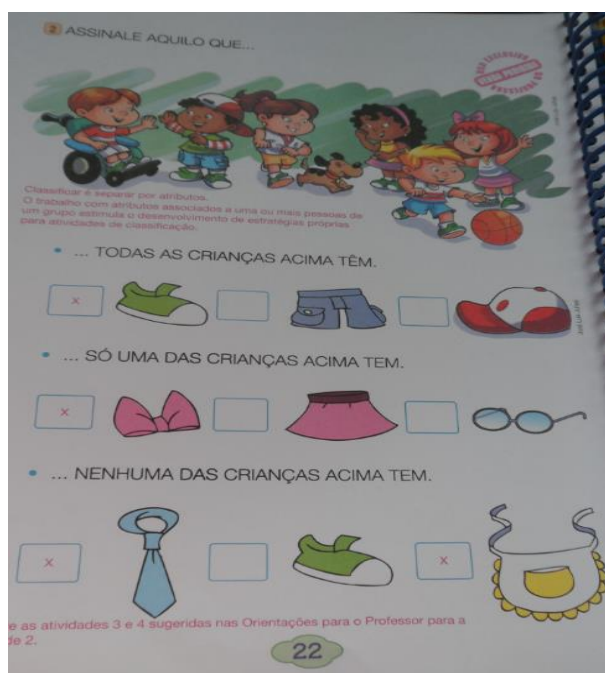 2 ASSINALE AQUILO QUE...
Classificar é separar por atributos.
O trabalho com atributos associados a uma ou mais pessoas de
um grupo estimula o desenvolvimento de estratégias próprias
para atividades de classificação.
• ... TODAS AS CRIANÇAS ACIMA TÊM.
x
• ... SÓ UMA DAS CRIANÇAS ACIMA TEM.
x
• ... NENHUMA DAS CRIANÇAS ACIMA TEM.
x x
e as atividades 3 e 4 sugeridas nas Orientações para o Professor para a
de 2.
22